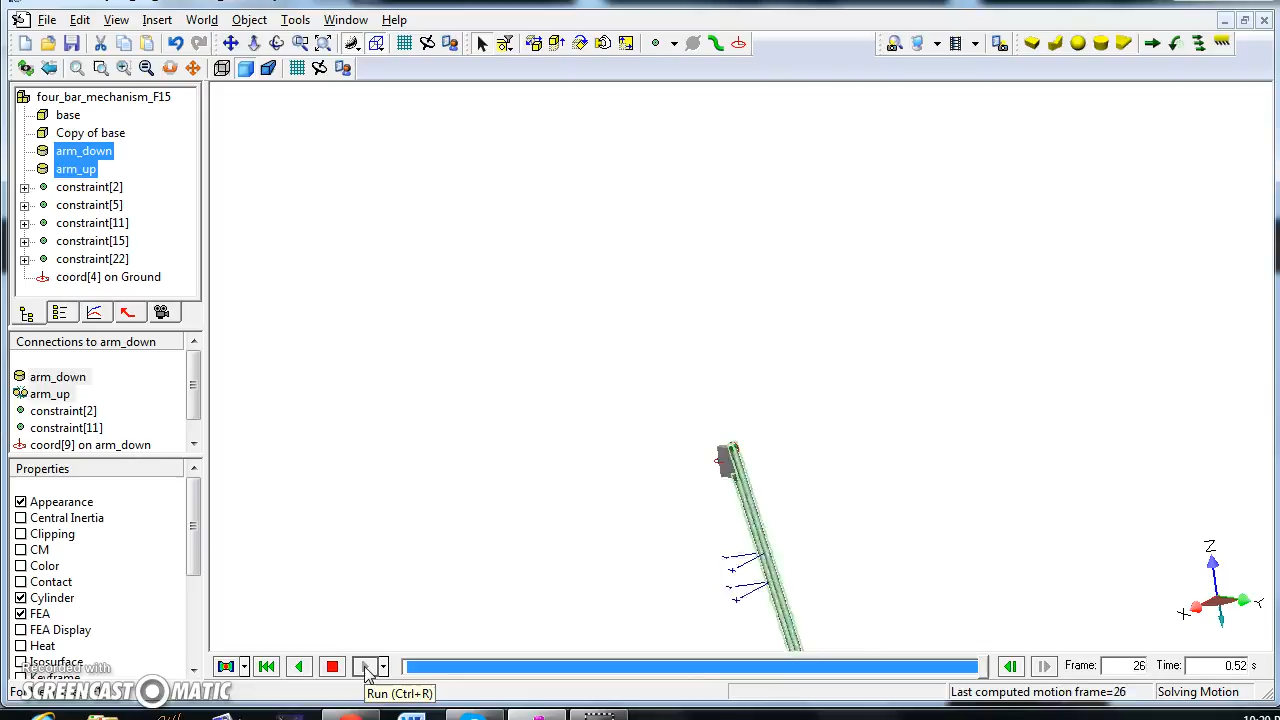 File Edit View Insert World Object Tools Window Help
four_bar_mechanism_F15
base
Copy of base
arm_down
arm_up
constraint[2]
constraint[5]
constraint[11]
constraint[15]
constraint[22]
coord[4] on Ground
Connections to arm_down
arm_down
arm_up
constraint[2]
constraint[11]
coord[9] on arm_down
Properties
Appearance
Central Inertia
Clipping
CM
Color
Contact
Cylinder
FEA
FEA Display
Heat
Isosurface
Z
Y
Frame: 26 Time: 0.52 s
Run (Ctrl+R)
Last computed motion frame=26 Solving Motion
Recorded with
SCREENCAST MATIC